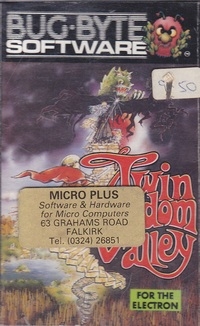 BUG-BYTE
SOFTWARE
9.50
MICRO PLUS
Software & Hardware
for Micro Computers
63 GRAHAMS ROAD
FALKIRK
Tel. (0324) 26851
Twin
dom
Valley
FOR THE
ELECTRON